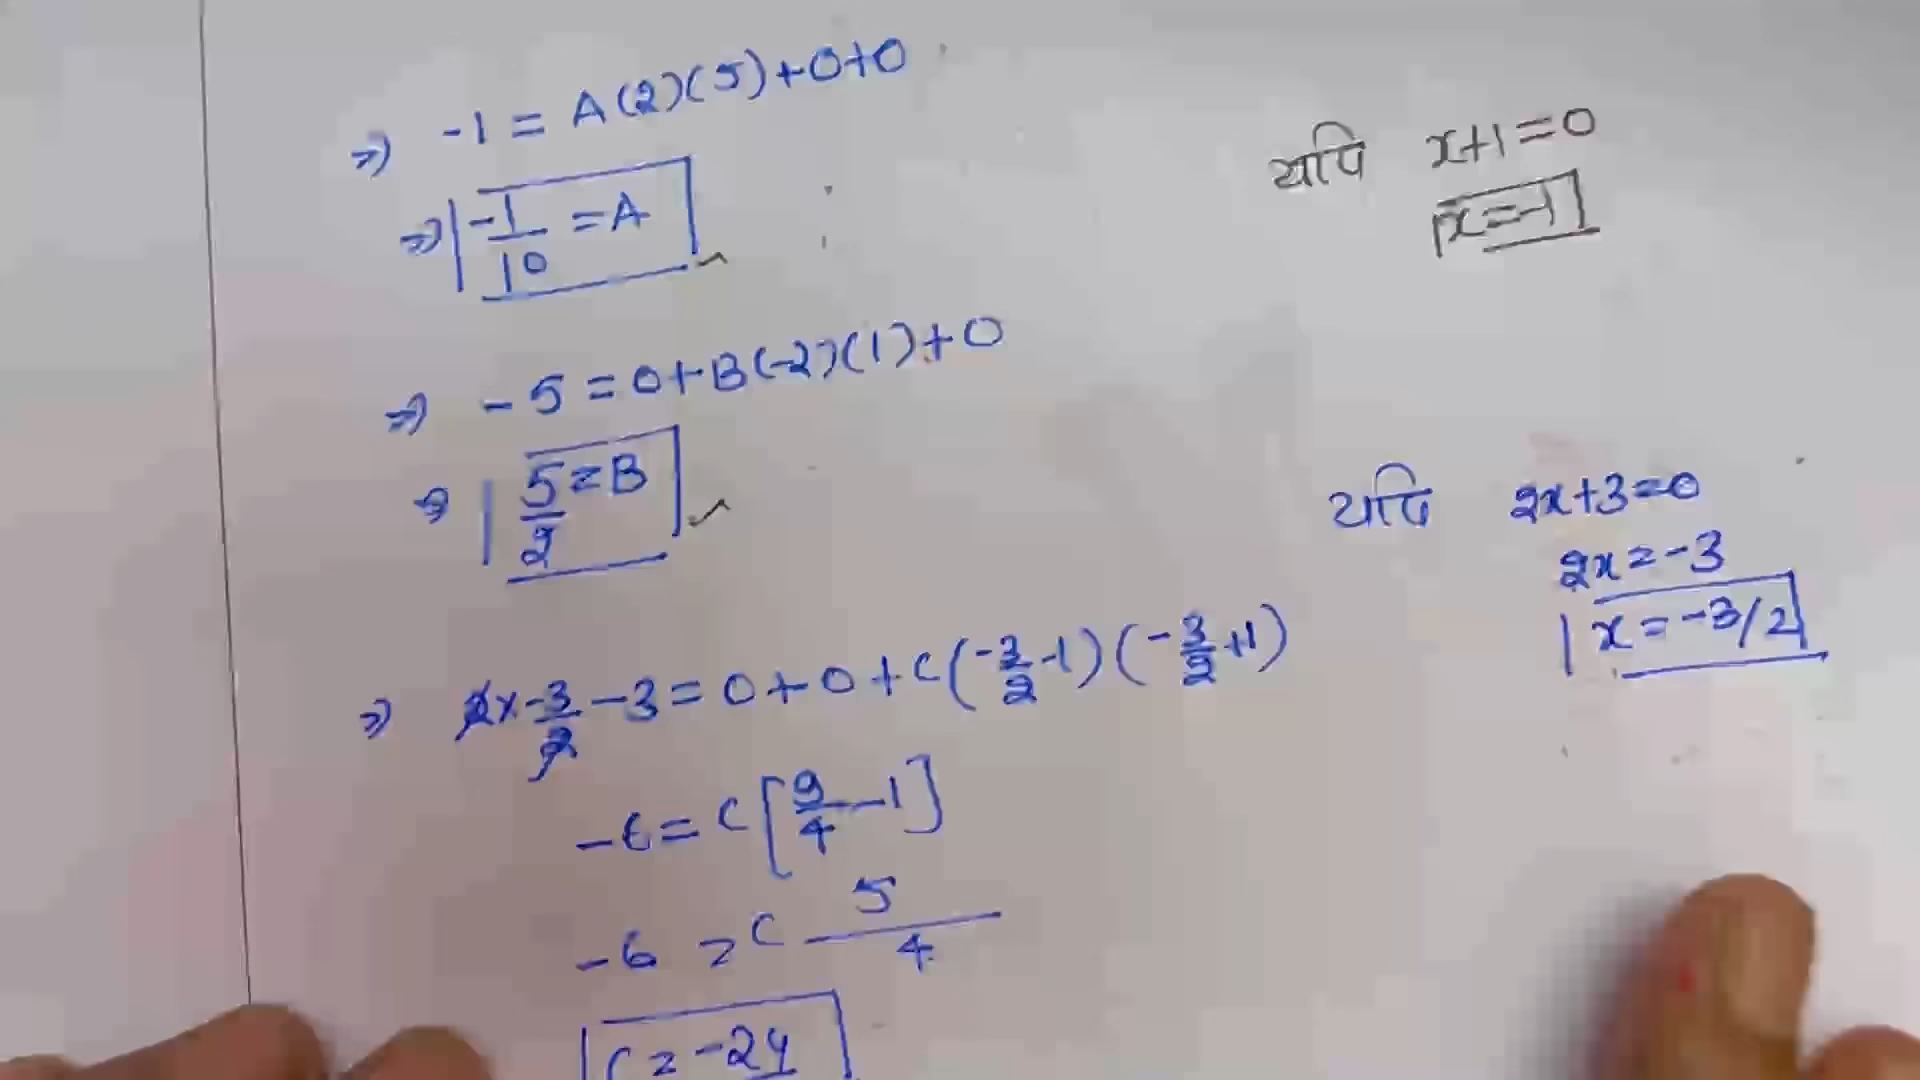 ⇒ -1 = A(2)(5)+0+0
⇒ -1/10 = A
यदि x+1=0
x=-1
⇒ -5 = 0+B(-2)(1)+0
⇒ 5/2 = B
यदि 2x+3=0
2x=-3
x=-3/2
⇒ 2×-3/2-3=0+0+C(-3/2-1)(-3/2+1)
-6=C[9/4-1]
-6=C 5/4
C=-24